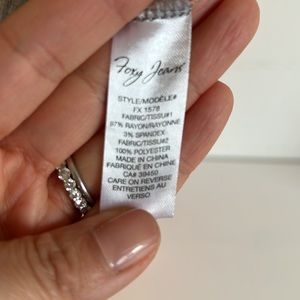 Foxy Jeans
STYLE/MODÈLE#
FX 1578
FABRIC/TISSU#1
97% RAYON/RAYONNE
3% SPANDEX
FABRIC/TISSU#2
100% POLYESTER
MADE IN CHINA
FABRIQUÉ EN CHINE
CA# 39450
CARE ON REVERSE
ENTRETIENS AU
VERSO